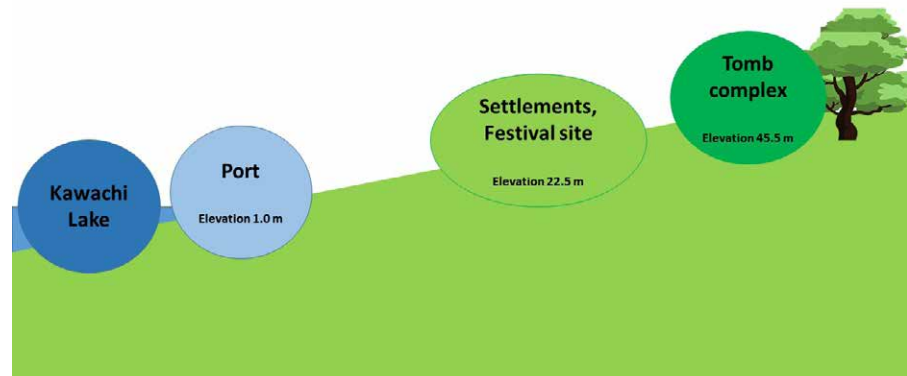 Kawachi
Lake
Port
Elevation 1.0 m
Settlements,
Festival site
Elevation 22.5 m
Tomb
complex
Elevation 45.5 m